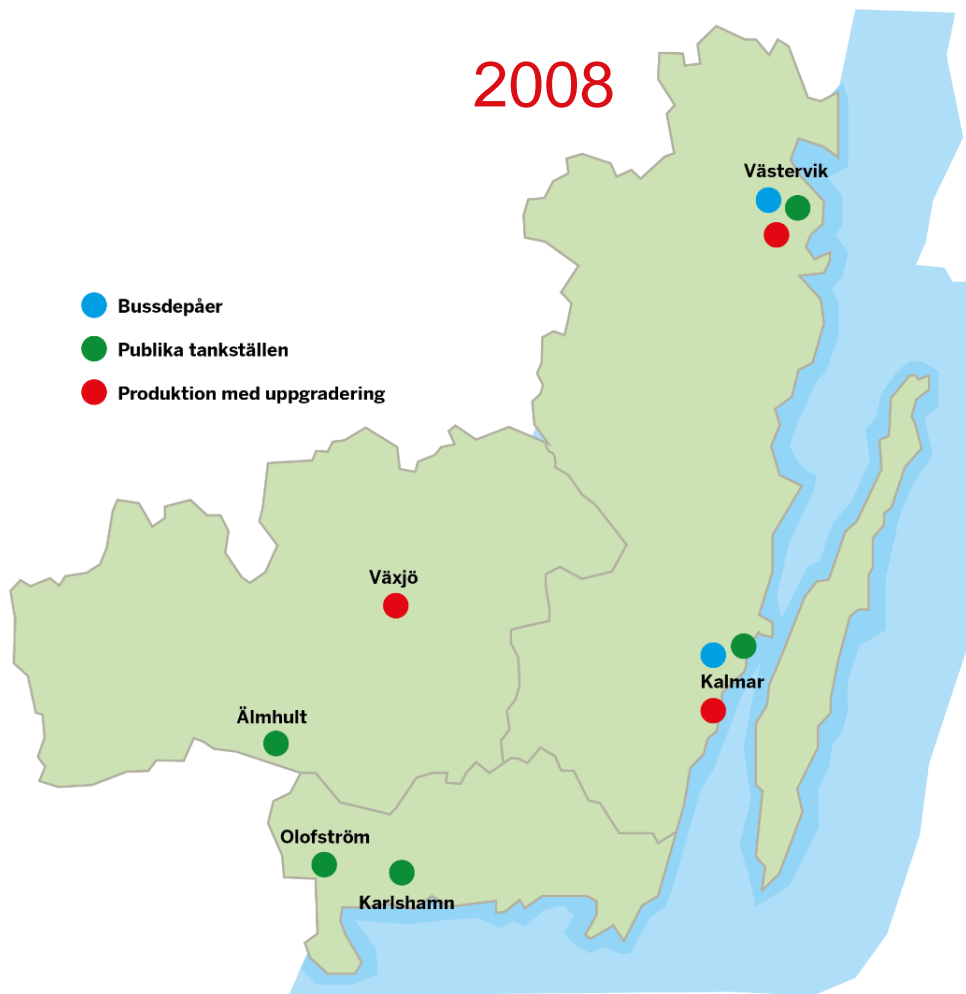 2008
Västervik
Bussdepåer
Publika tankställen
Produktion med uppgradering
Växjö
Kalmar
Älmhult
Olofström
Karlshamn